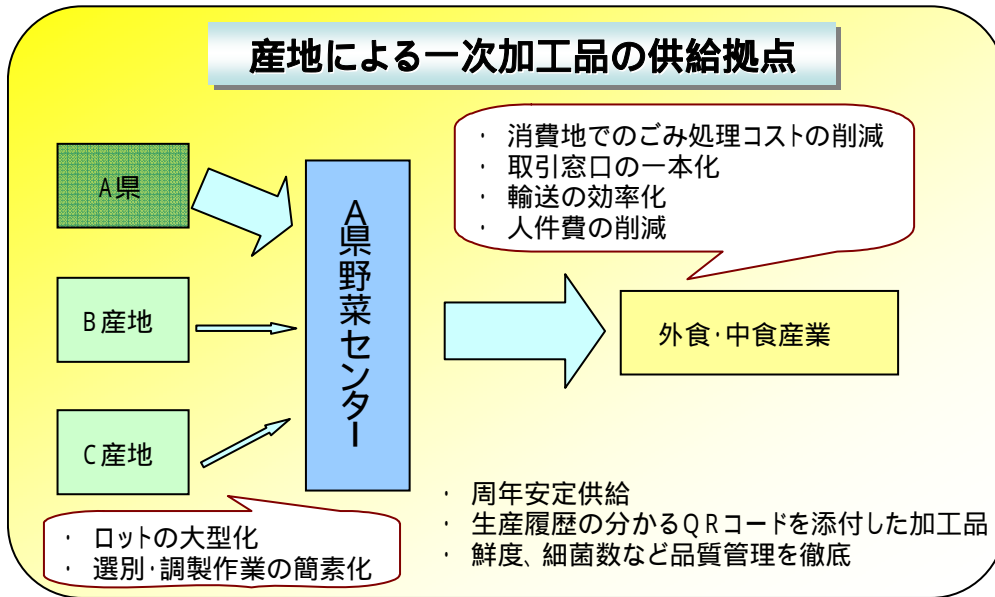 産地による一次加工品の供給拠点
・ 消費地でのごみ処理コストの削減
・ 取引窓口の一本化
・ 輸送の効率化
・ 人件費の削減
A県
B産地
C産地
A県野菜センター
外食・中食産業
・ ロットの大型化
・ 選別・調製作業の簡素化
・ 周年安定供給
・ 生産履歴の分かるQRコードを添付した加工品
・ 鮮度、細菌数など品質管理を徹底